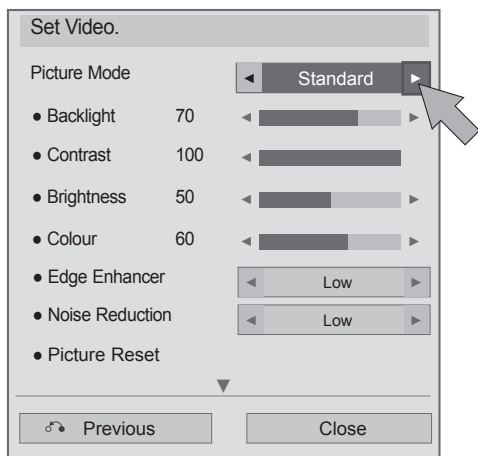 Set Video.
Picture Mode ◄ Standard ►
● Backlight 70 ◄ ►
● Contrast 100 ◄
● Brightness 50 ◄ ►
● Colour 60 ◄ ►
● Edge Enhancer ◄ Low ►
● Noise Reduction ◄ Low ►
● Picture Reset
▼
Previous Close